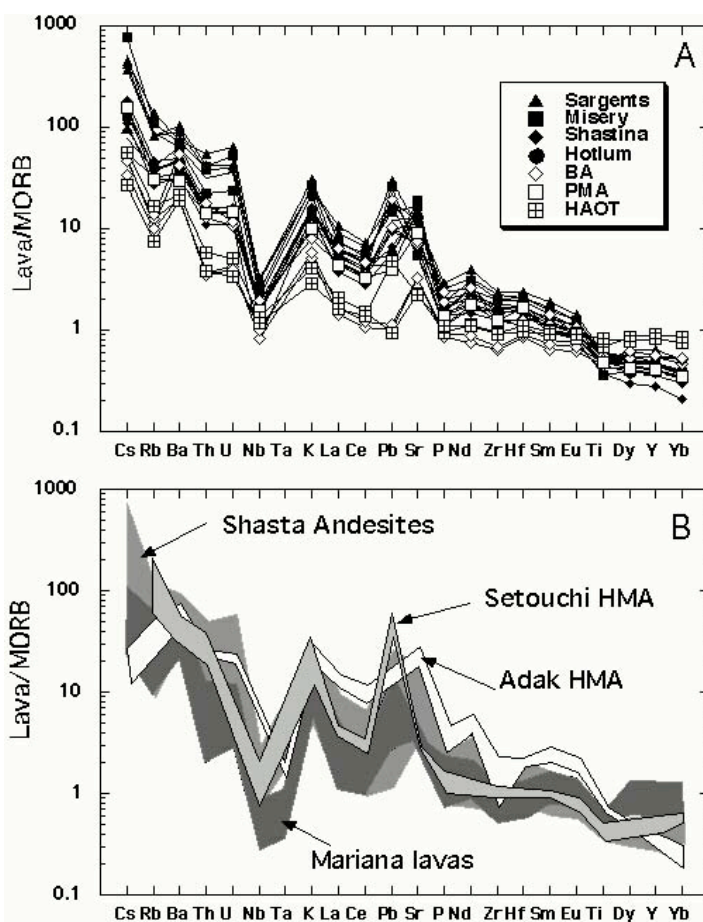 1000
A
100
10
1
0.1
Lava/MORB
Sargents
Misery
Shastina
Hotlum
BA
PMA
HAOT
Cs Rb Ba Th U Nb Ta K La Ce Pb Sr P Nd Zr Hf Sm Eu Ti Dy Y Yb
1000
B
100
10
1
0.1
Lava/MORB
Shasta Andesites
Setouchi HMA
Adak HMA
Mariana lavas
Cs Rb Ba Th U Nb Ta K La Ce Pb Sr P Nd Zr Hf Sm Eu Ti Dy Y Yb